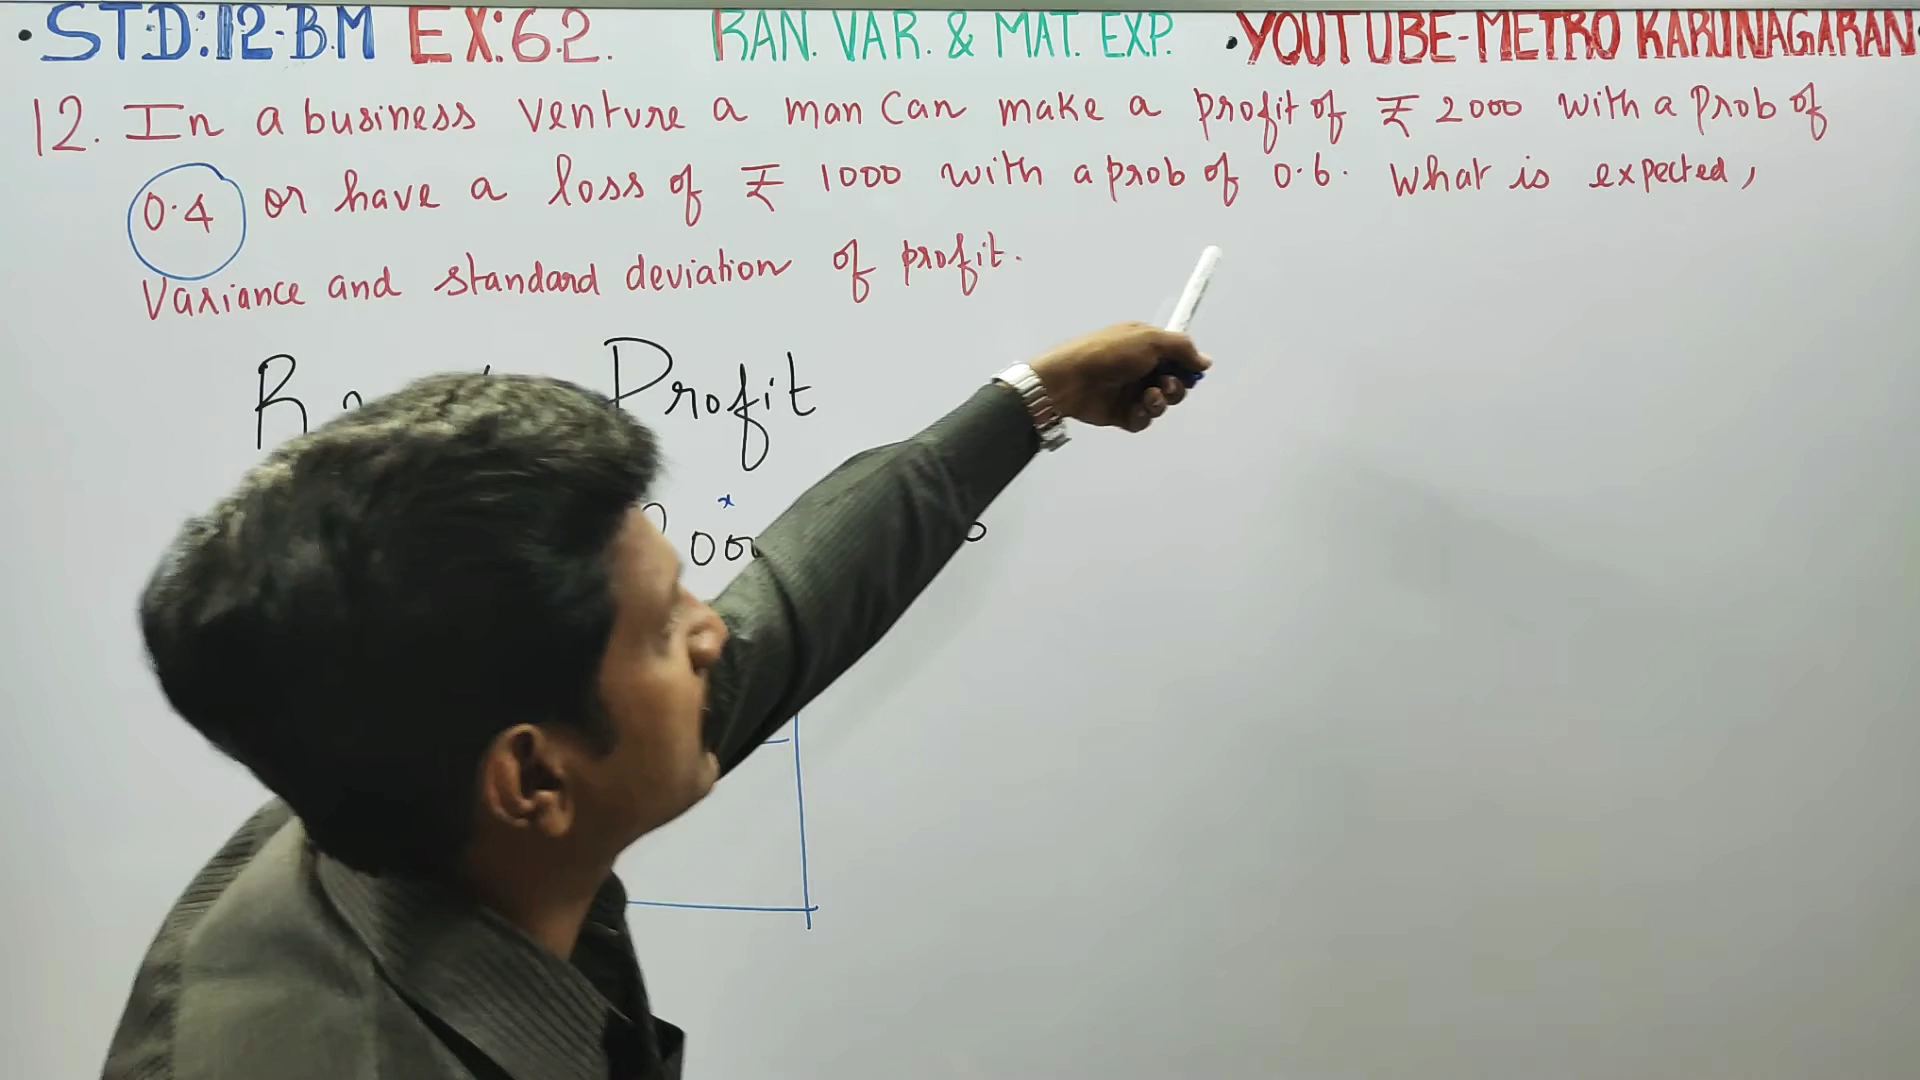 • STD:12-B.M EX:6.2. RAN. VAR. & MAT. EXP. • YOUTUBE-METRO KARUNAGARAN
12. In a business venture a man can make a profit of ₹ 2000 with a prob of
0.4 or have a loss of ₹ 1000 with a prob of 0.6. What is expected,
Variance and standard deviation of profit.
Profit
x